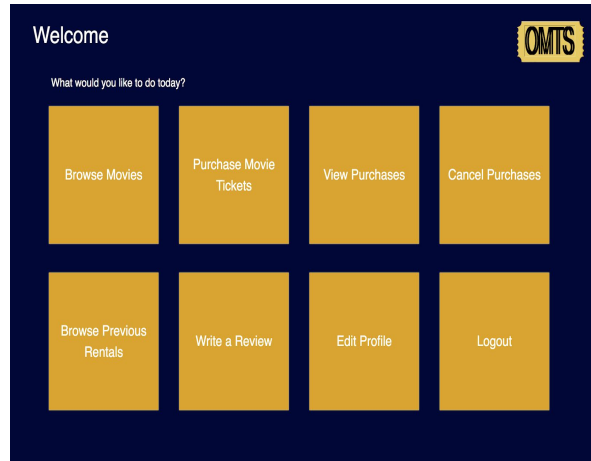 Welcome
OMTS
What would you like to do today?
Browse Movies
Purchase Movie
Tickets
View Purchases
Cancel Purchases
Browse Previous
Rentals
Write a Review
Edit Profile
Logout